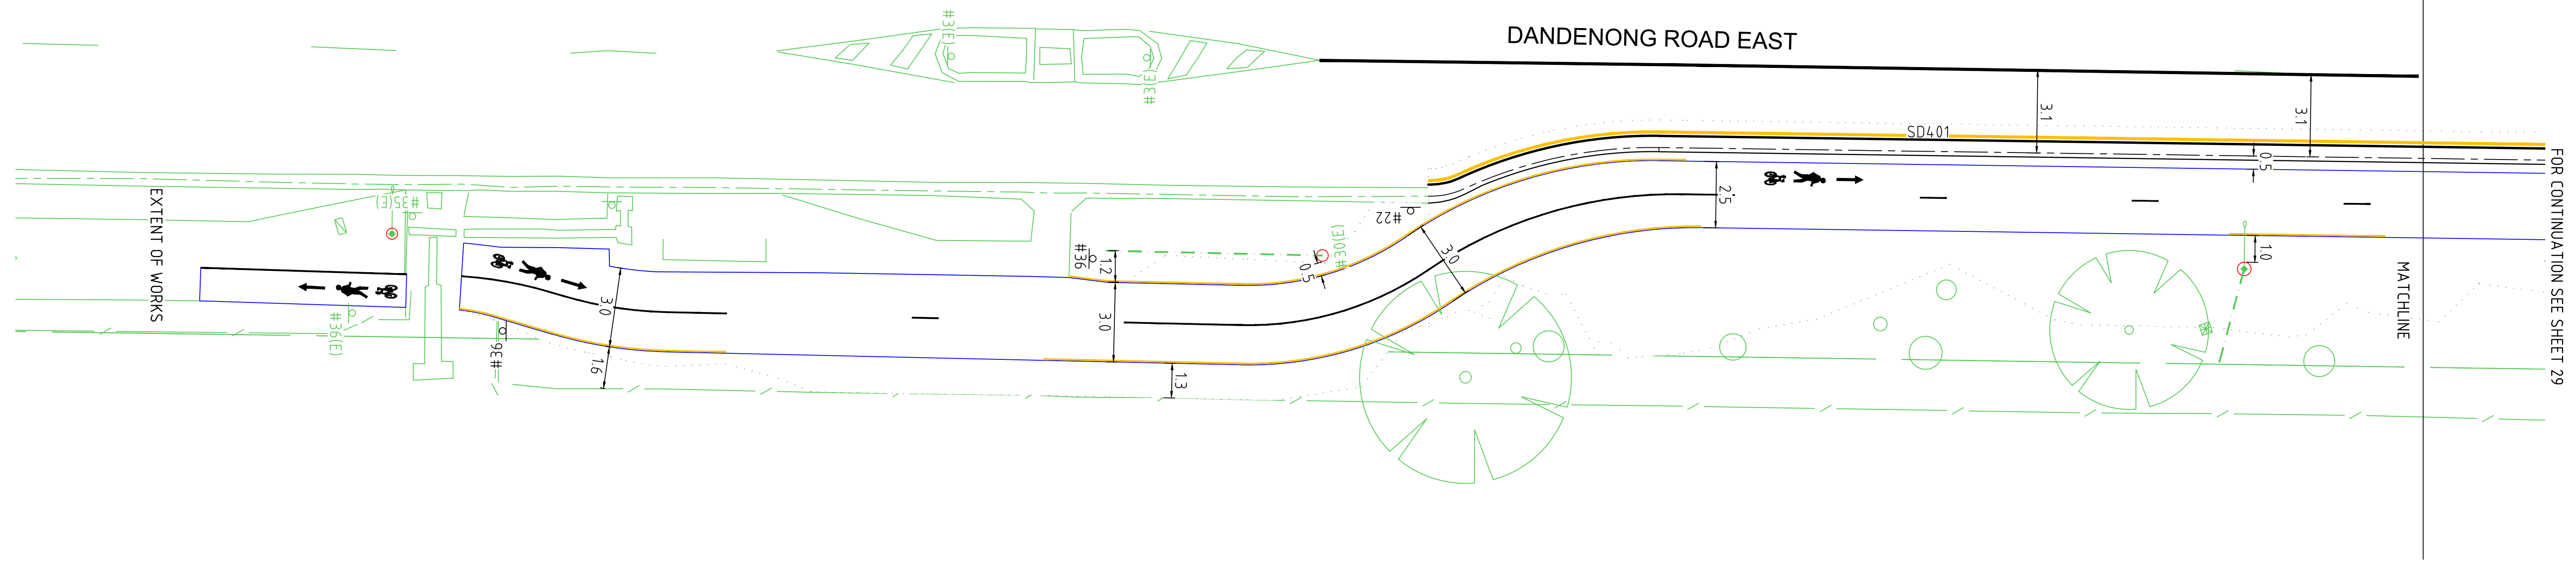 #3(E)
#3(E)
DANDENONG ROAD EAST
3.1
3.1
SD401
0.5
FOR CONTINUATION SEE SHEET 29
EXTENT OF WORKS
#35(E)
#22
2.5
#30(E)
#36
1.2
0.5
3.0
1.0
MATCHLINE
3.0
3.0
#36(E)
#36
1.6
1.3